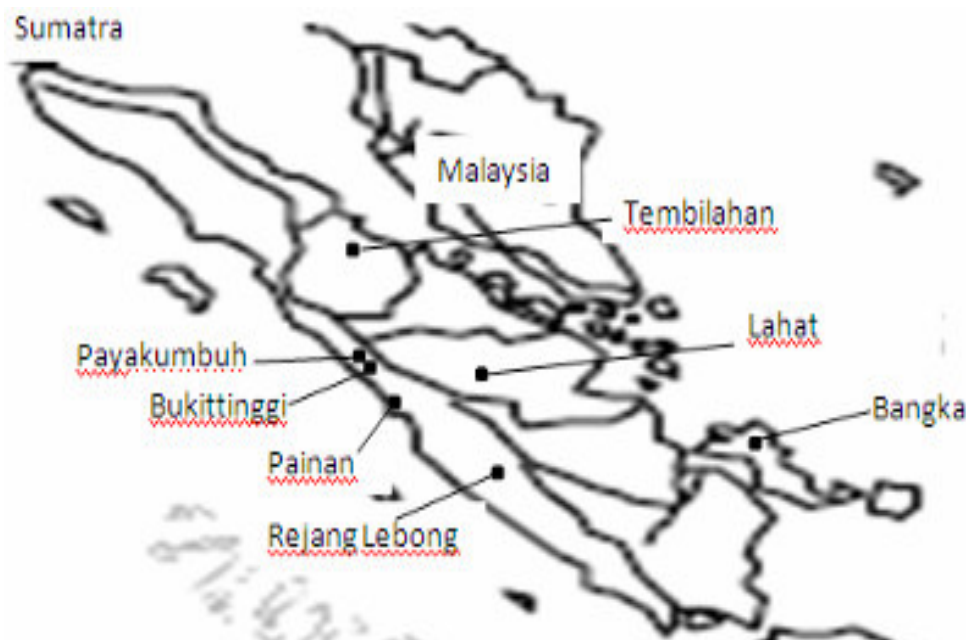 Sumatra
Malaysia
Tembilahan
Lahat
Payakumbuh
Bukittinggi
Bangka
Painan
Rejang Lebong